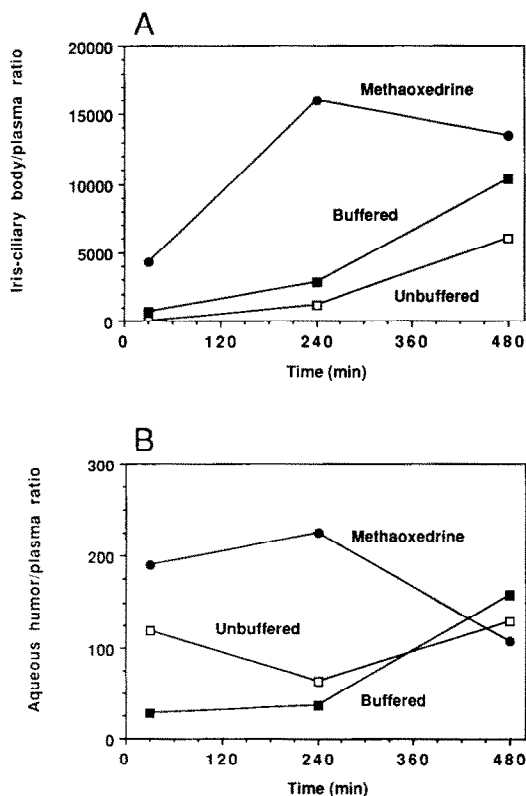 A
Iris-ciliary body/plasma ratio
20000
15000
10000
5000
0
Methaoxedrine
Buffered
Unbuffered
0 120 240 360 480
Time (min)
B
Aqueous humor/plasma ratio
300
200
100
0
Methaoxedrine
Unbuffered
Buffered
0 120 240 360 480
Time (min)